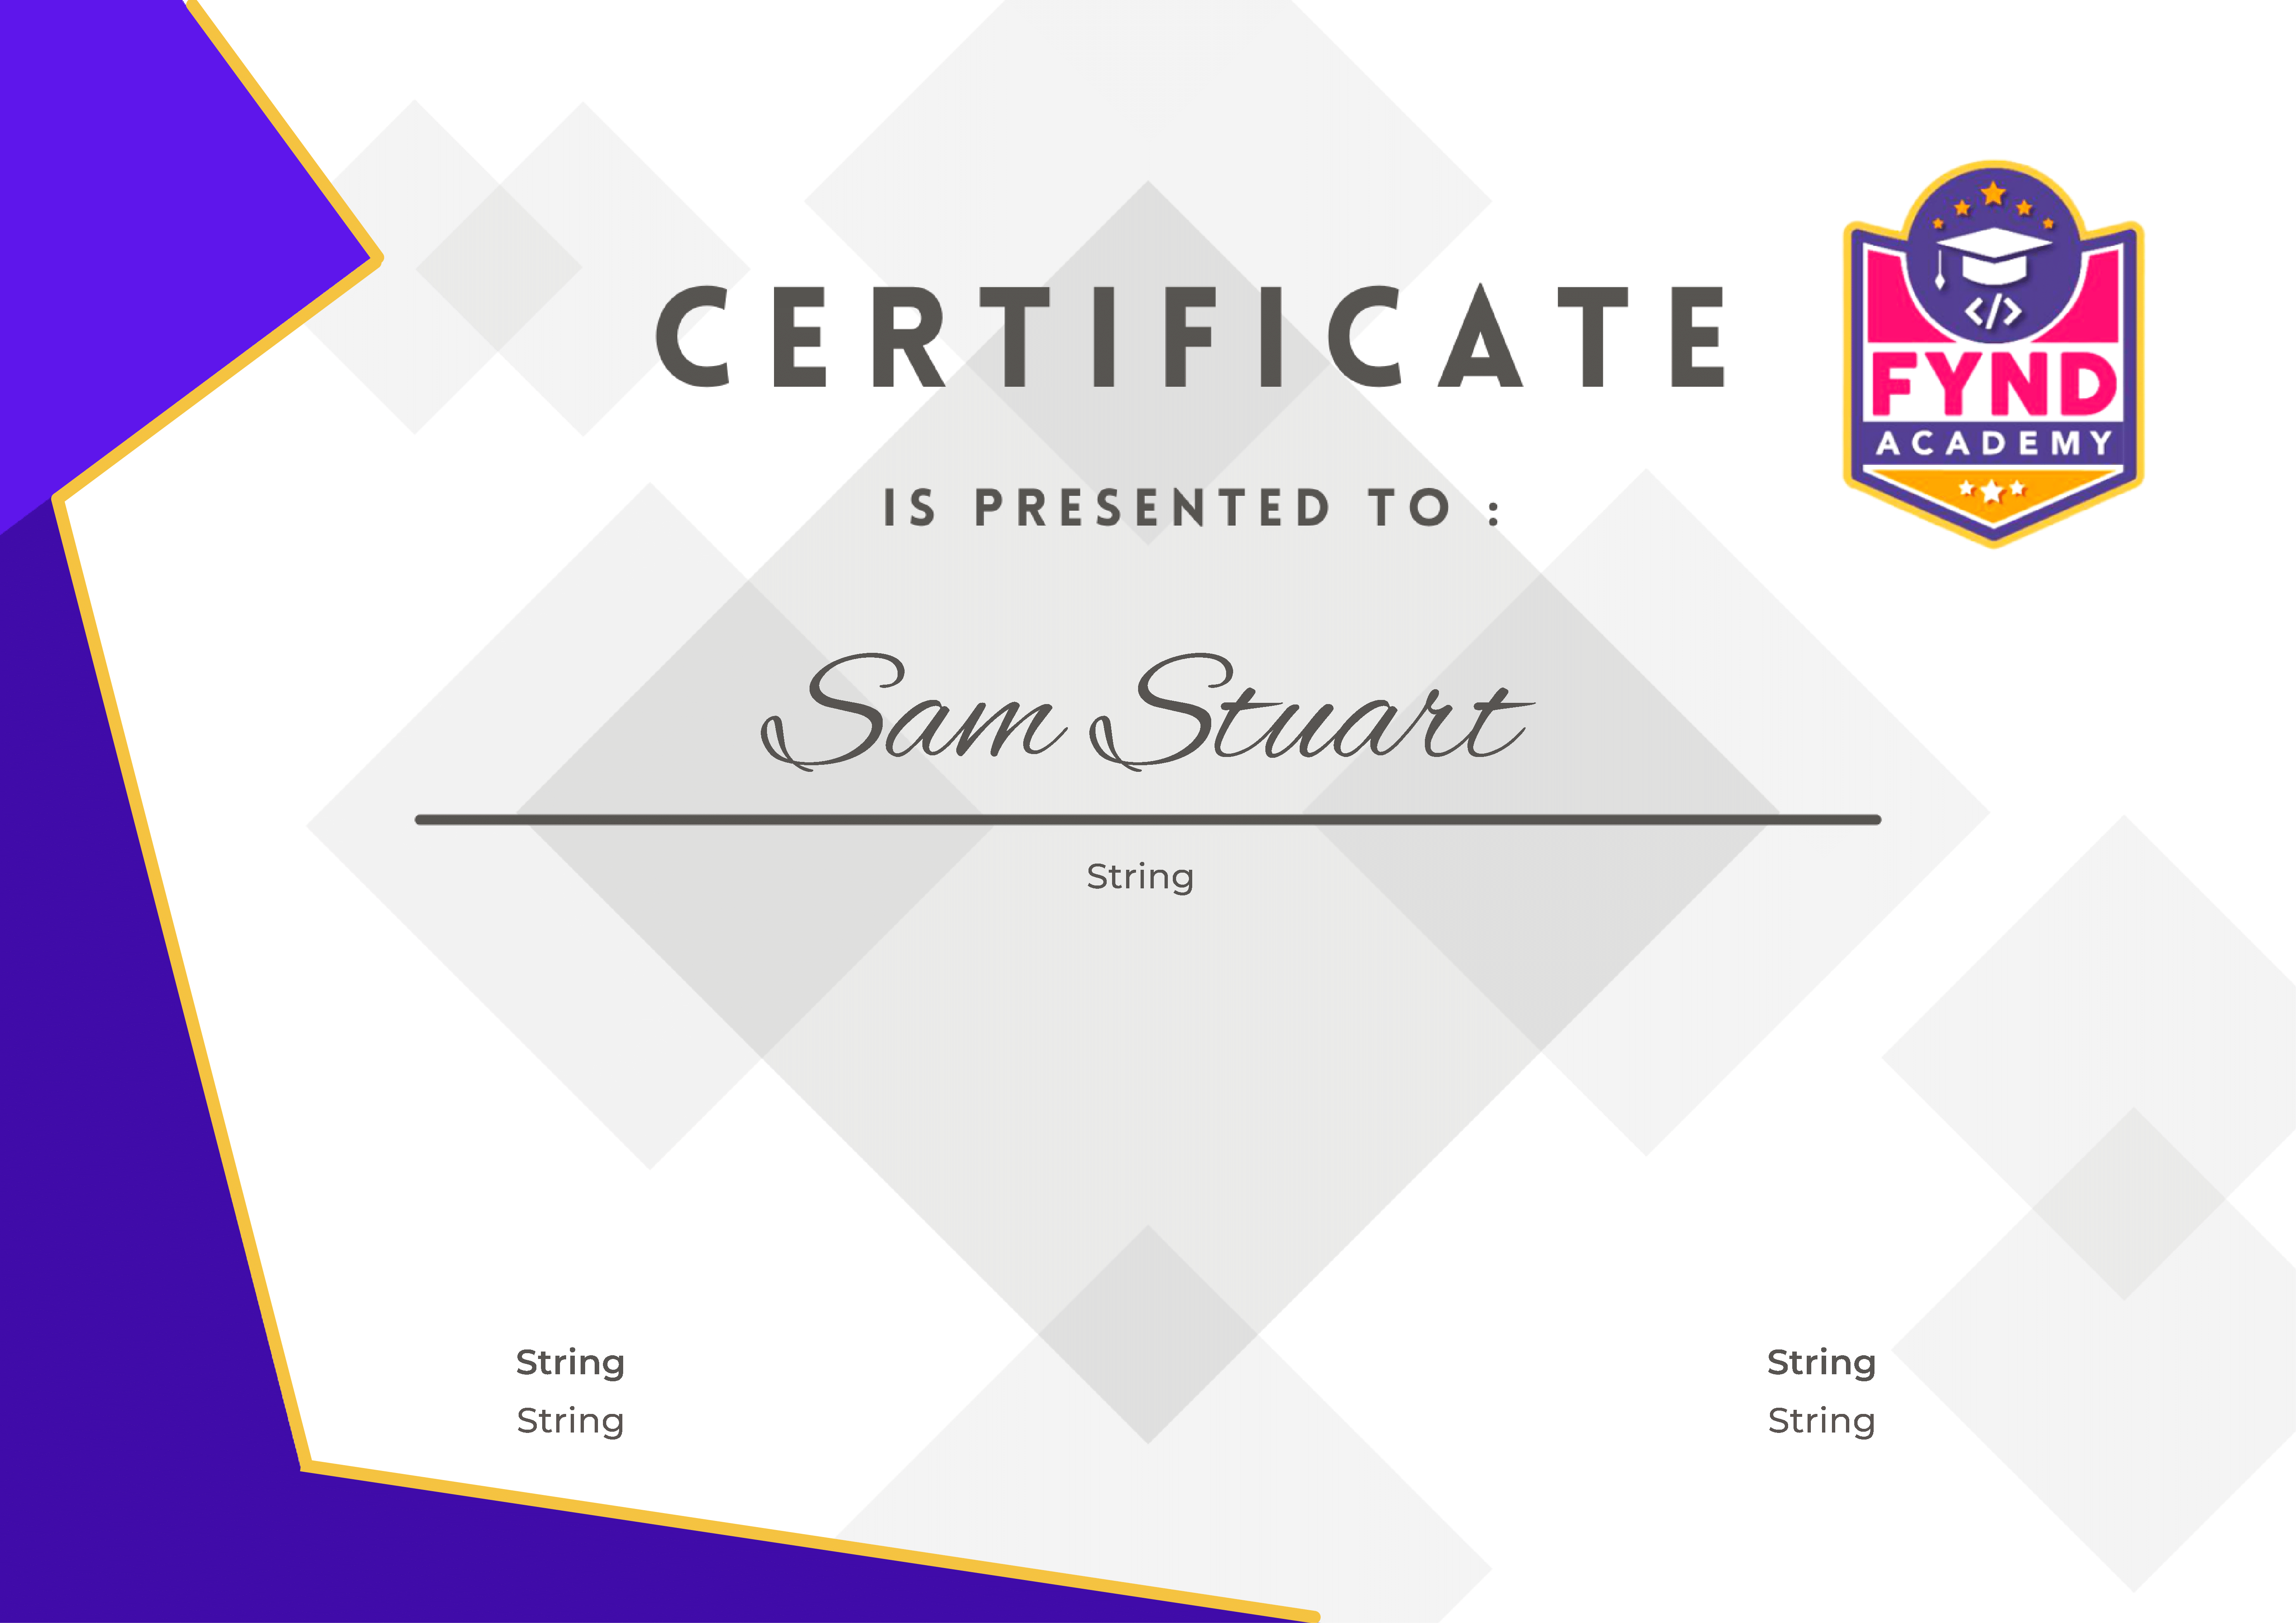 CERTIFICATE
</>
FYND
ACADEMY
IS PRESENTED TO :
Sam Stuart
String
String
String
String
String